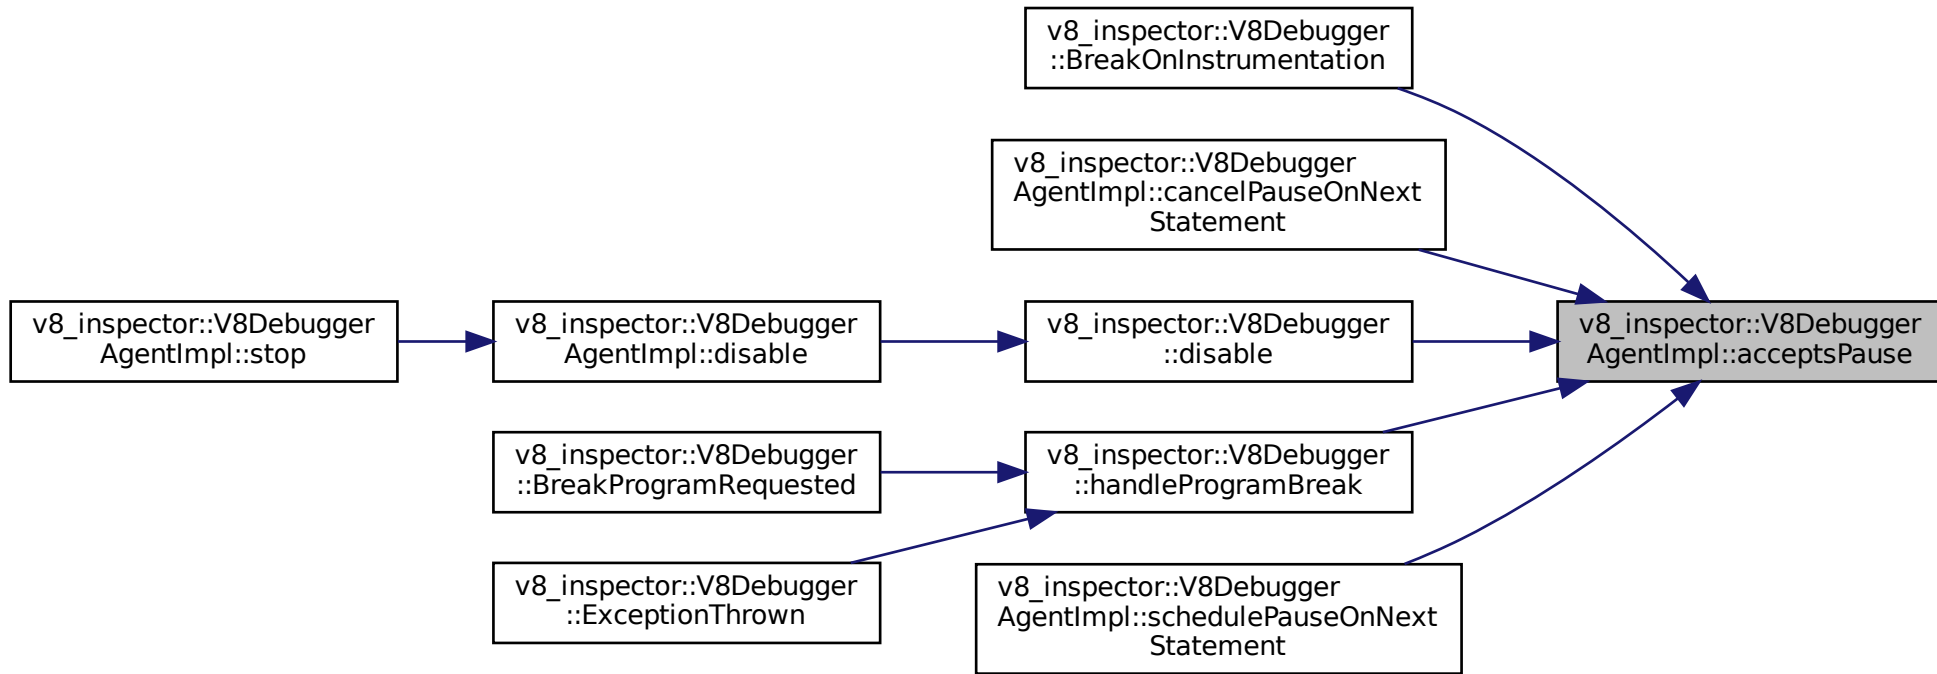 v8_inspector::V8Debugger
::BreakOnInstrumentation
v8_inspector::V8Debugger
AgentImpl::cancelPauseOnNext
Statement
v8_inspector::V8Debugger
AgentImpl::stop
v8_inspector::V8Debugger
AgentImpl::disable
v8_inspector::V8Debugger
::disable
v8_inspector::V8Debugger
AgentImpl::acceptsPause
v8_inspector::V8Debugger
::BreakProgramRequested
v8_inspector::V8Debugger
::handleProgramBreak
v8_inspector::V8Debugger
::ExceptionThrown
v8_inspector::V8Debugger
AgentImpl::schedulePauseOnNext
Statement